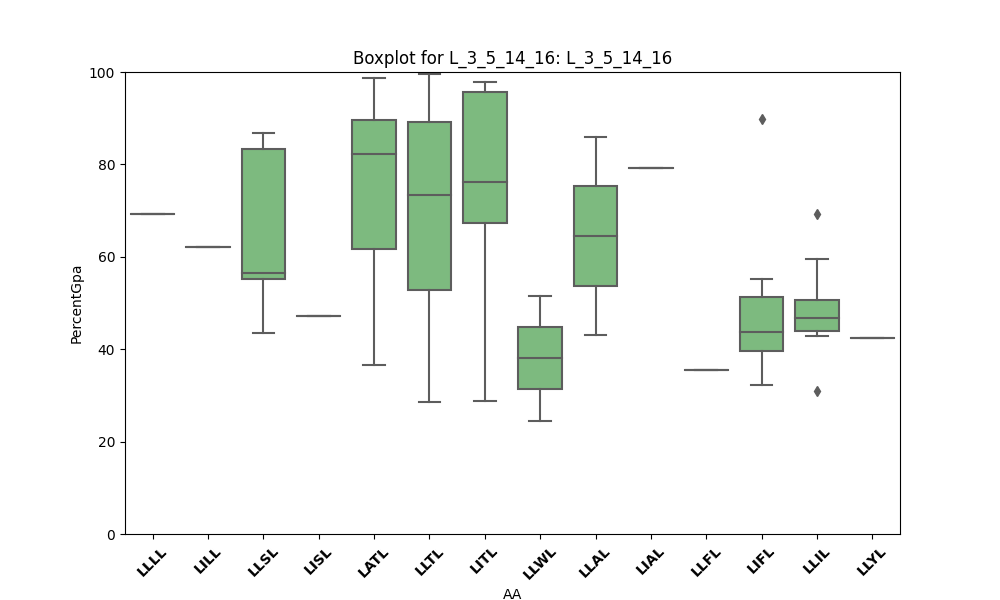 Boxplot for L_3_5_14_16: L_3_5_14_16
100
80
60
40
20
0
PercentGpa
LLLL LILL LLSL LISL LATL LLTL LITL LLWL LLAL LIAL LLFL LIFL LLIL LLYL
AA